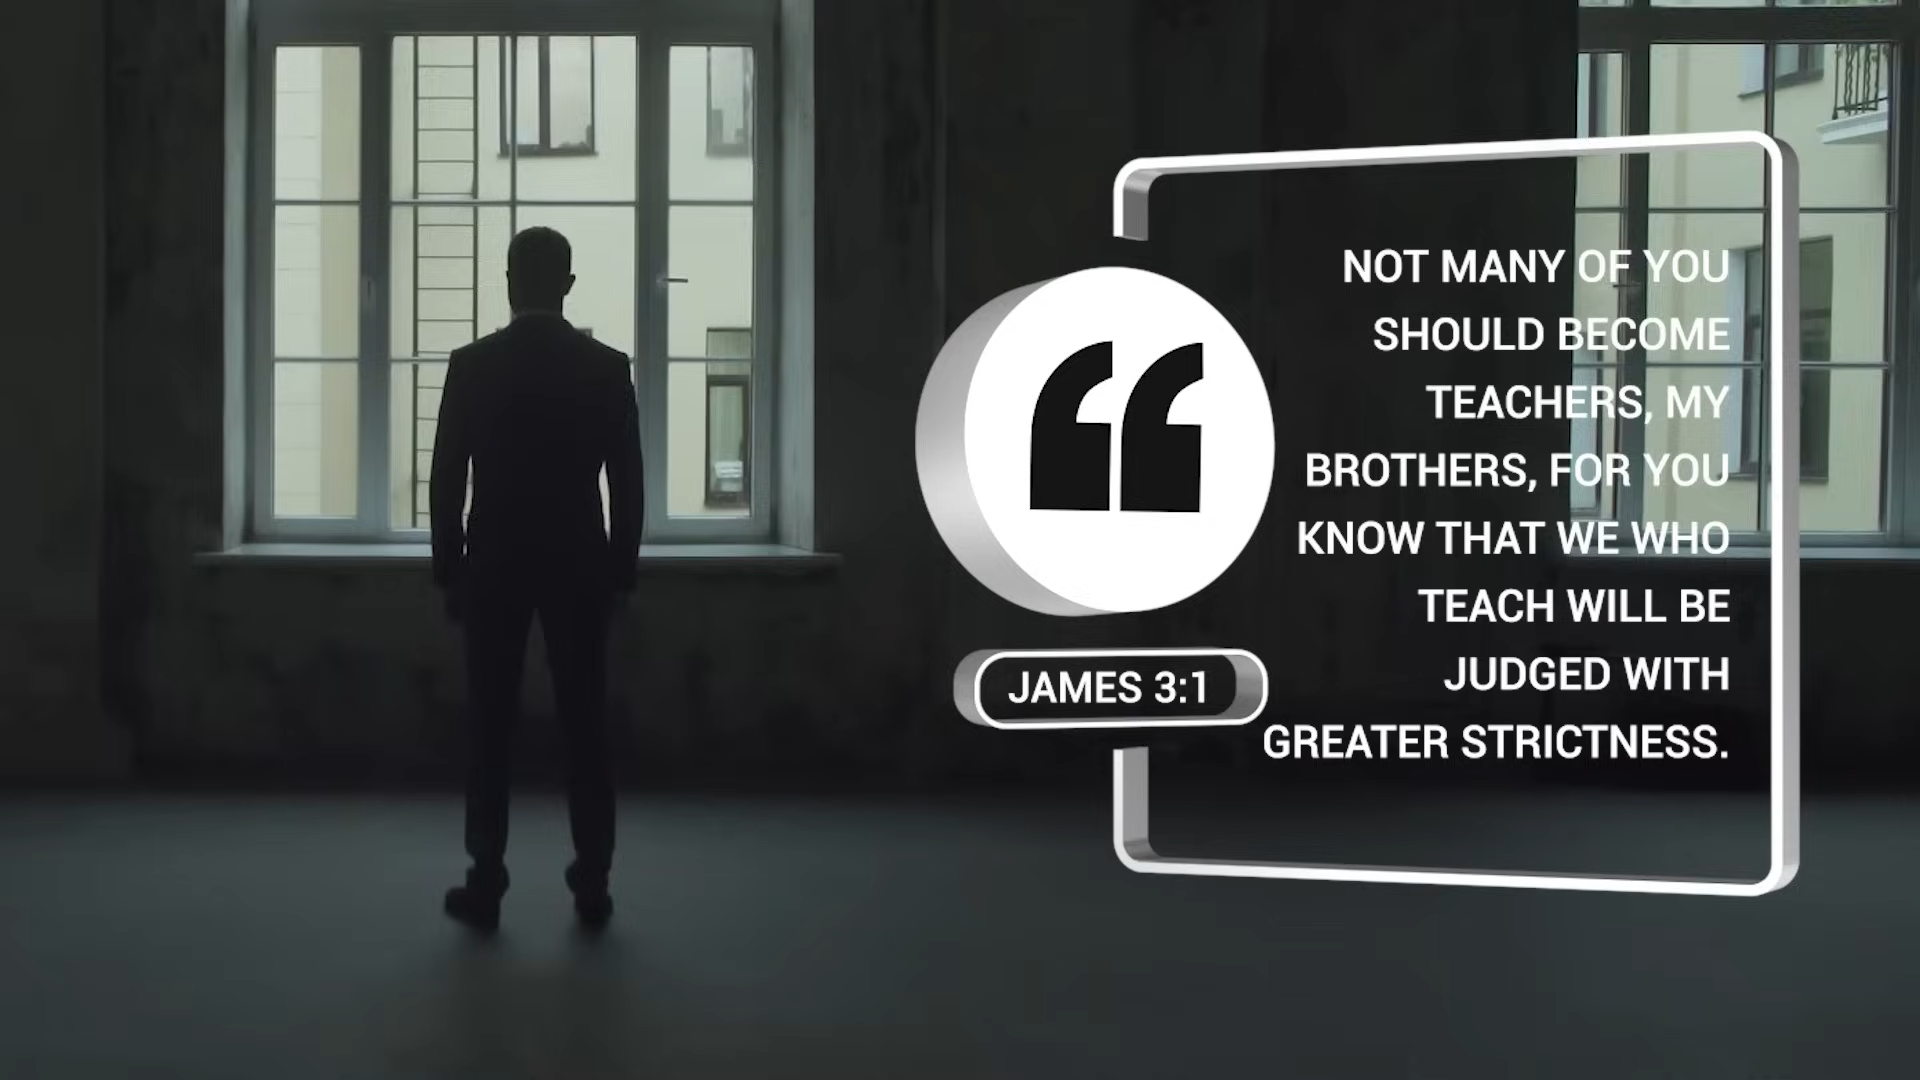 NOT MANY OF YOU
SHOULD BECOME
TEACHERS, MY
BROTHERS, FOR YOU
KNOW THAT WE WHO
TEACH WILL BE
JUDGED WITH
GREATER STRICTNESS.
JAMES 3:1